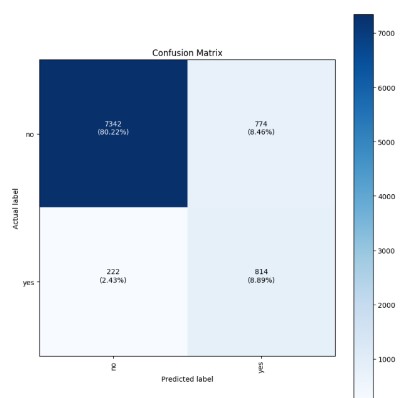 Confusion Matrix
7000
6000
5000
4000
3000
2000
1000
Actual label
no
yes
7342
(80.22%)
774
(8.46%)
222
(2.43%)
814
(8.89%)
no
yes
Predicted label